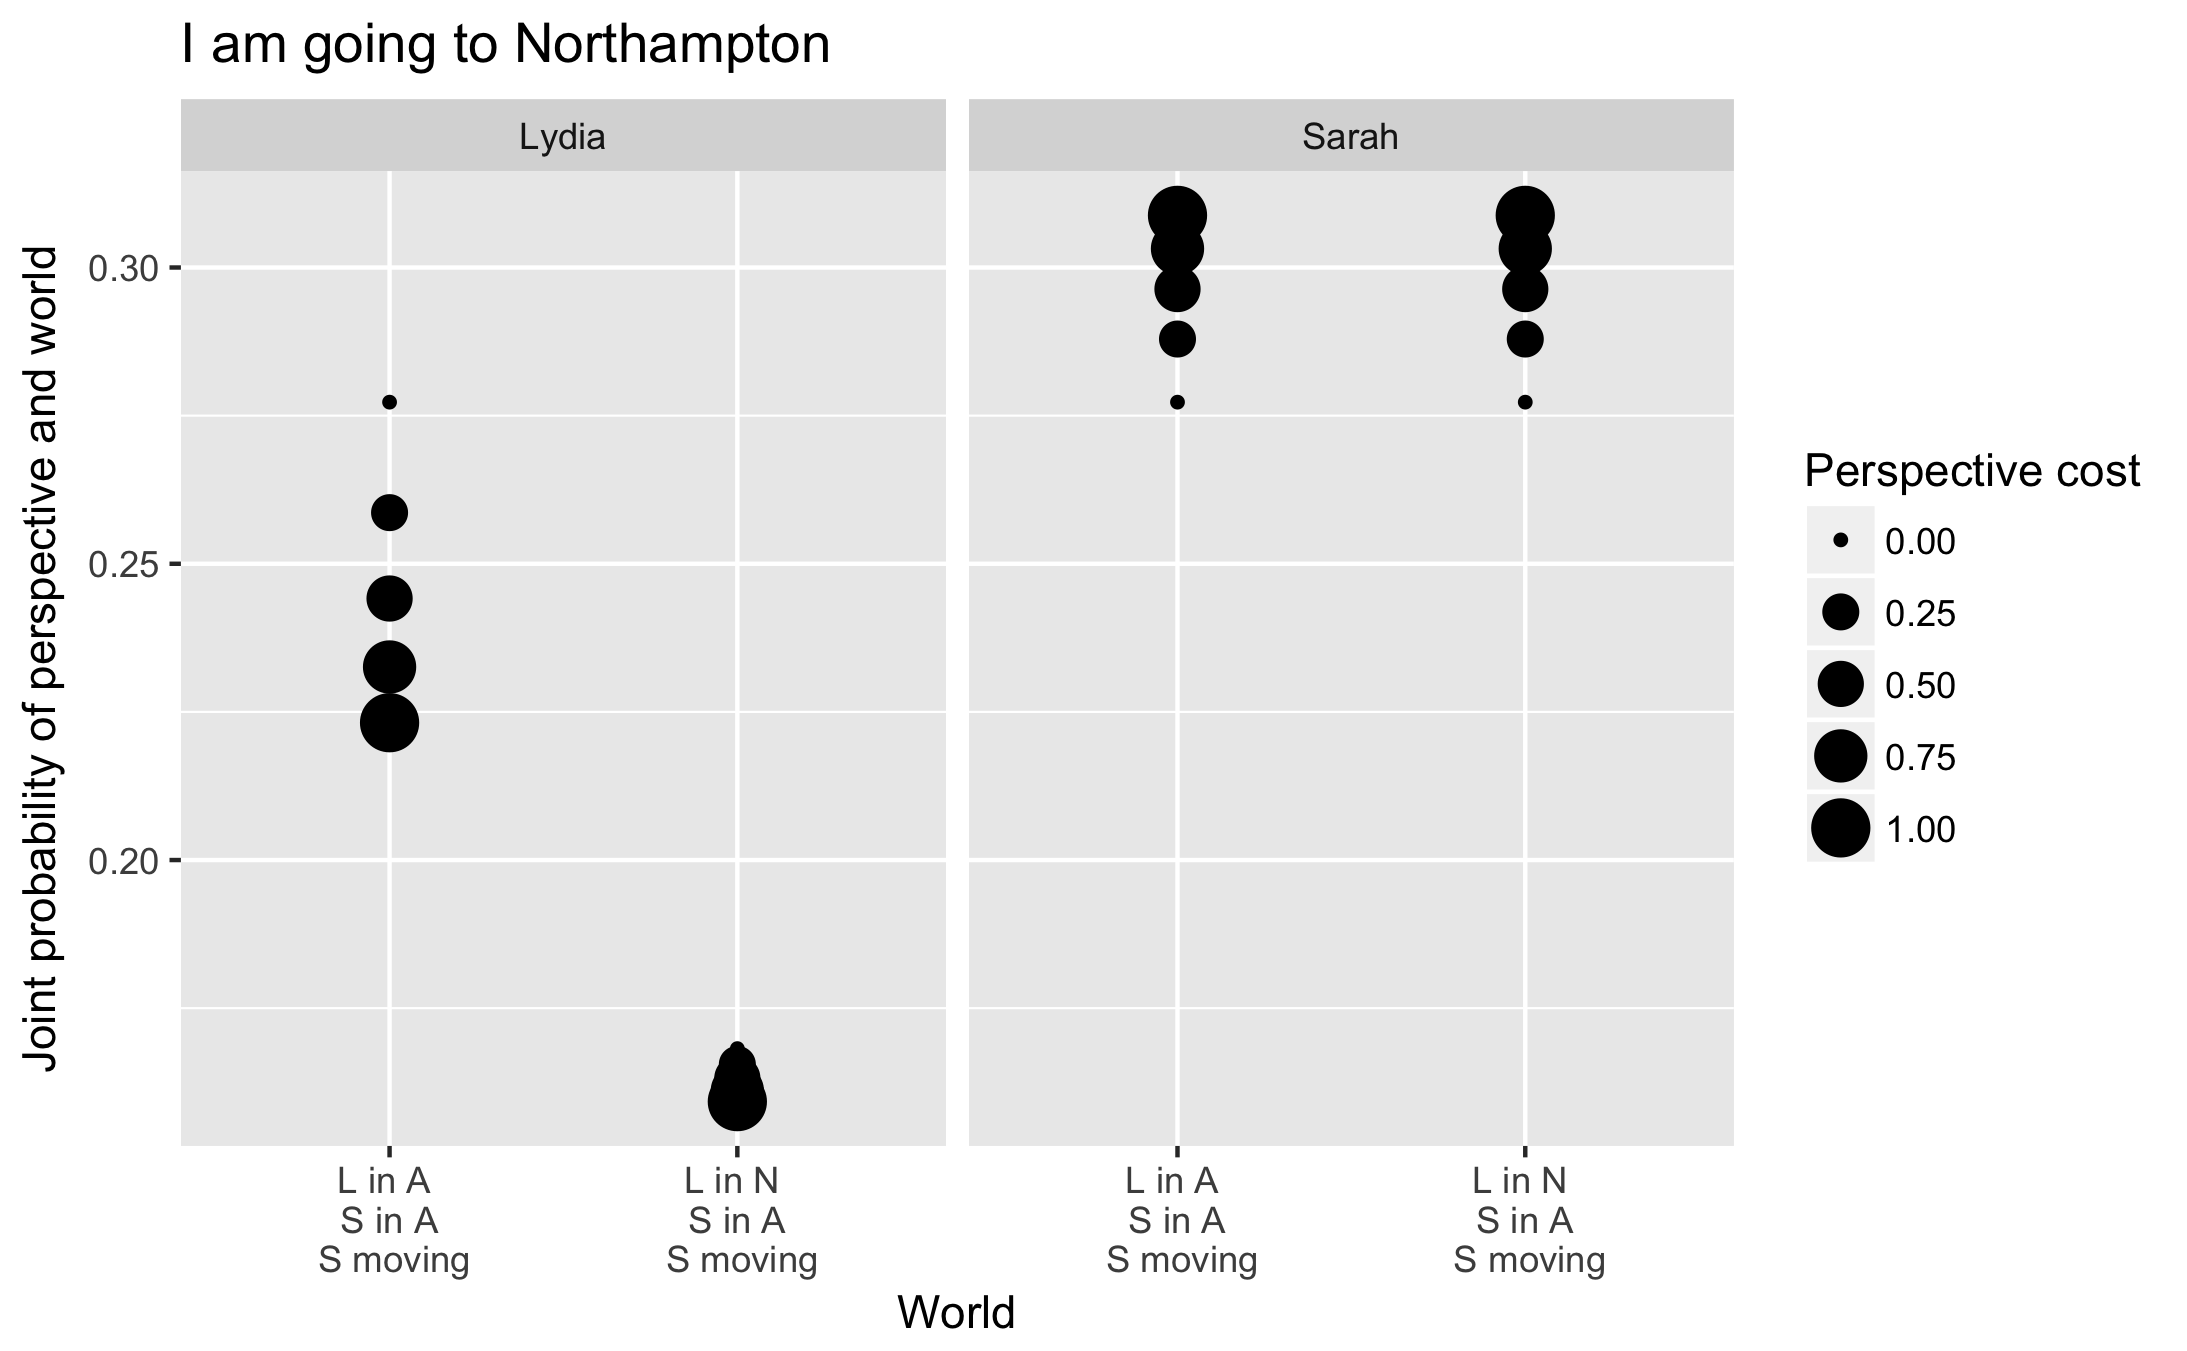 I am going to Northampton
Lydia
Sarah
Joint probability of perspective and world
0.30
0.25
0.20
L in A
S in A
S moving
L in N
S in A
S moving
L in A
S in A
S moving
L in N
S in A
S moving
World
Perspective cost
0.00
0.25
0.50
0.75
1.00